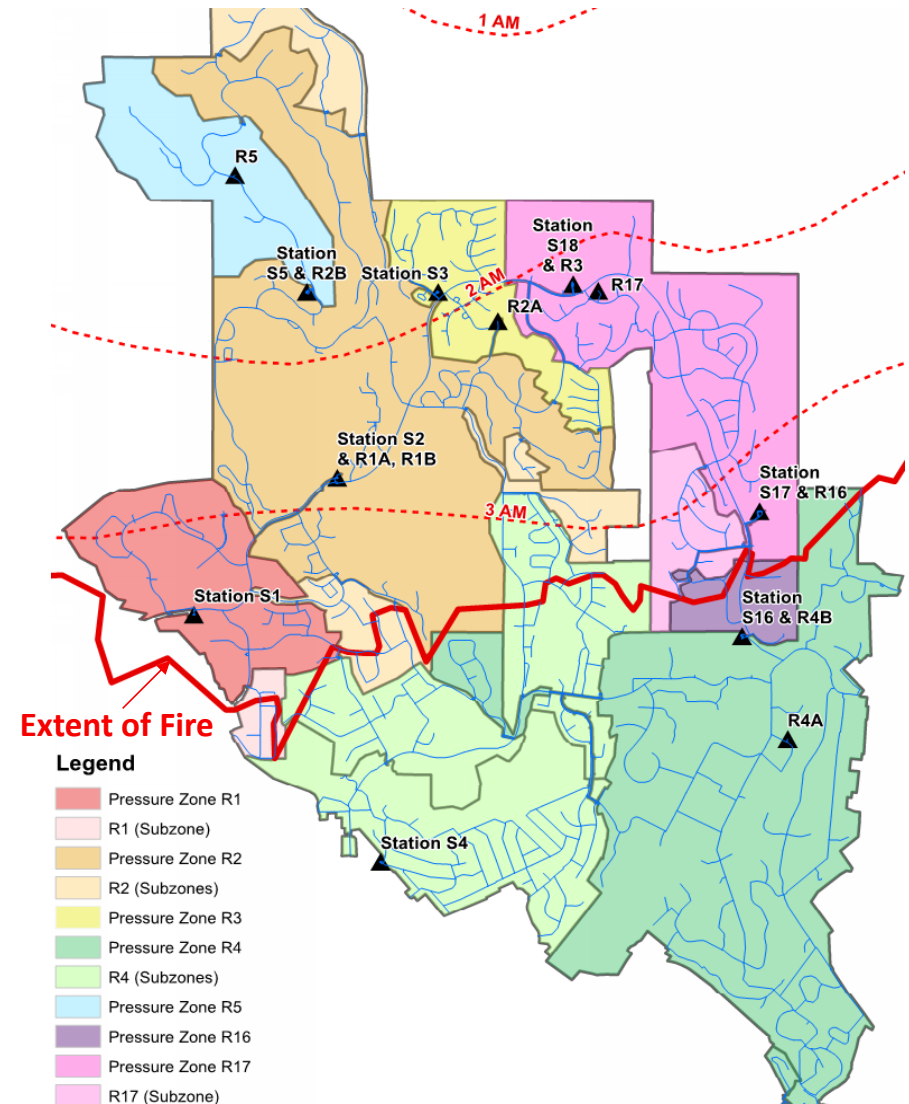 1 AM
R5
Station
S5 & R2B
Station S3
Station
S18
& R3
2 AM
R17
R2A
Station S2
& R1A, R1B
Station
S17 & R16
3 AM
Station S1
Station
S16 & R4B
Extent of Fire
R4A
Station S4
Legend
Pressure Zone R1
R1 (Subzone)
Pressure Zone R2
R2 (Subzones)
Pressure Zone R3
Pressure Zone R4
R4 (Subzones)
Pressure Zone R5
Pressure Zone R16
Pressure Zone R17
R17 (Subzone)